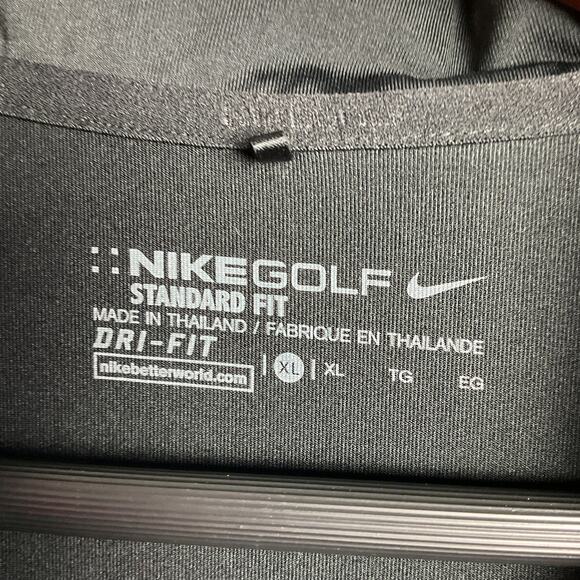 NIKEGOLF
STANDARD FIT
MADE IN THAILAND / FABRIQUE EN THAILANDE
DRI-FIT
nikebetterworld.com | XL | XL TG EG